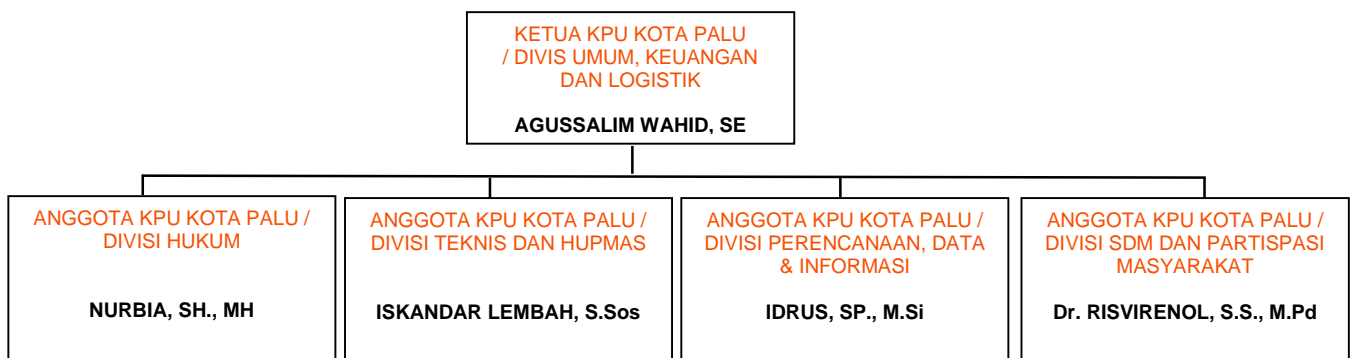 KETUA KPU KOTA PALU
/ DIVIS UMUM, KEUANGAN
DAN LOGISTIK
AGUSSALIM WAHID, SE
ANGGOTA KPU KOTA PALU /
DIVISI HUKUM
NURBIA, SH., MH
ANGGOTA KPU KOTA PALU /
DIVISI TEKNIS DAN HUPMAS
ISKANDAR LEMBAH, S.Sos
ANGGOTA KPU KOTA PALU /
DIVISI PERENCANAAN, DATA
& INFORMASI
IDRUS, SP., M.Si
ANGGOTA KPU KOTA PALU /
DIVISI SDM DAN PARTISPASI
MASYARAKAT
Dr. RISVIRENOL, S.S., M.Pd